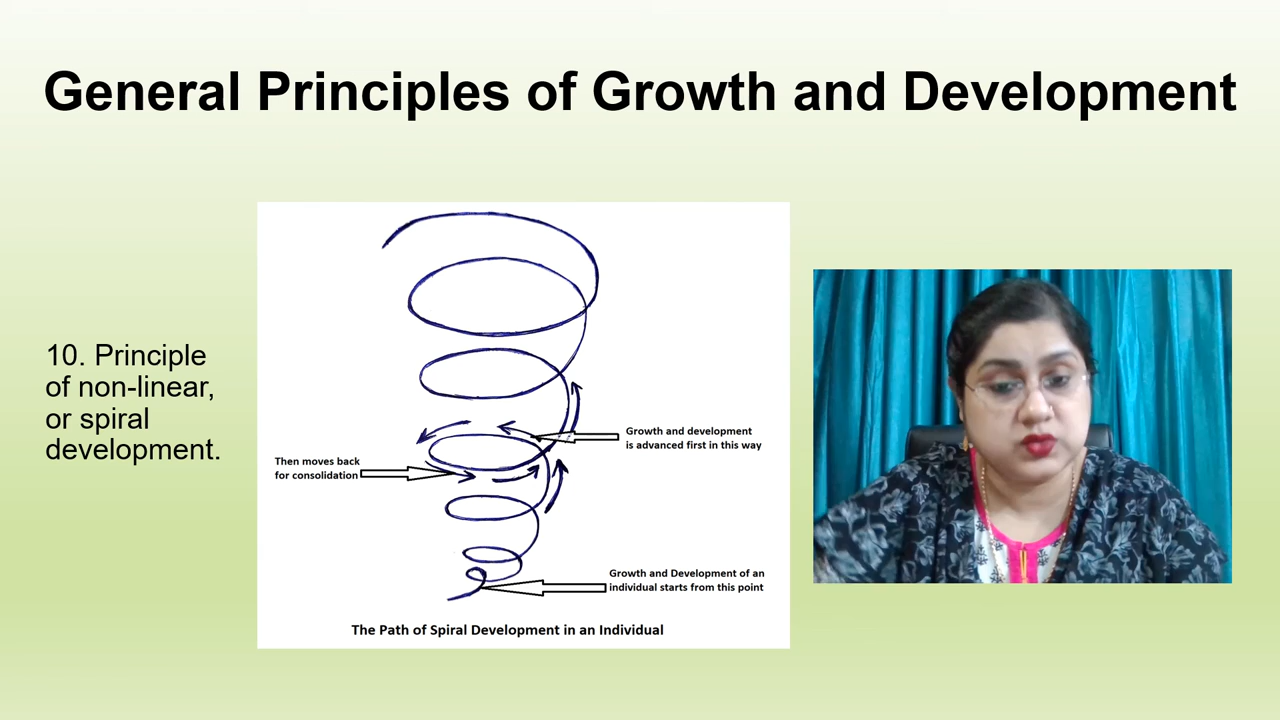 General Principles of Growth and Development
10. Principle
of non-linear,
or spiral
development.
Growth and development
is advanced first in this way
Then moves back
for consolidation
Growth and Development of an
individual starts from this point
The Path of Spiral Development in an Individual